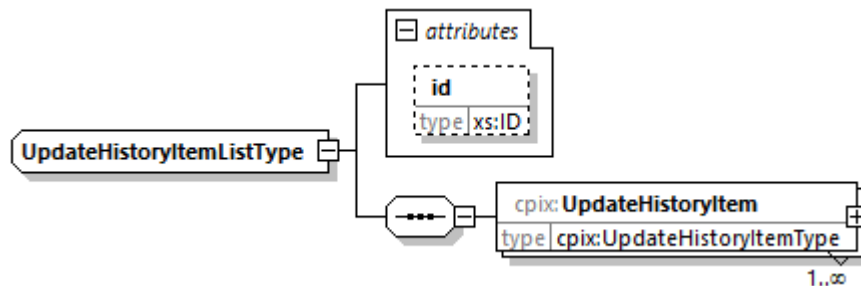 attributes
id
type xs:ID
UpdateHistoryItemListType
cpix:UpdateHistoryItem
type cpix:UpdateHistoryItemType
1..∞